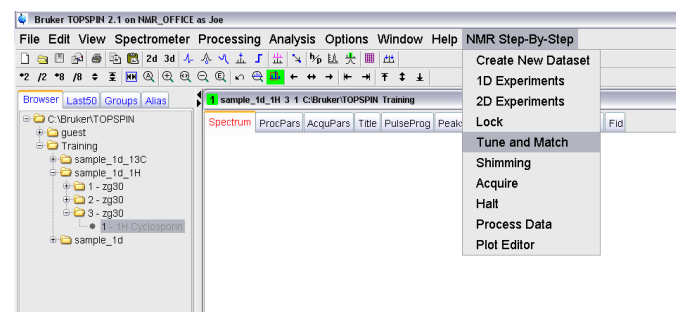 Bruker TOPSPIN 2.1 on NMR_OFFICE as Joe
File Edit View Spectrometer Processing Analysis Options Window Help NMR Step-By-Step
2d 3d
*2 /2 *8 /8
Browser Last50 Groups Alias
1 sample_1d_1H 3 1 C:\Bruker\TOPSPIN Training
Spectrum ProcPars AcquPars Title PulseProg Peaks Fid
C:\Bruker\TOPSPIN
guest
Training
sample_1d_13C
sample_1d_1H
1 - zg30
2 - zg30
3 - zg30
1 - 1H Cyclosporin
sample_1d
Create New Dataset
1D Experiments
2D Experiments
Lock
Tune and Match
Shimming
Acquire
Halt
Process Data
Plot Editor